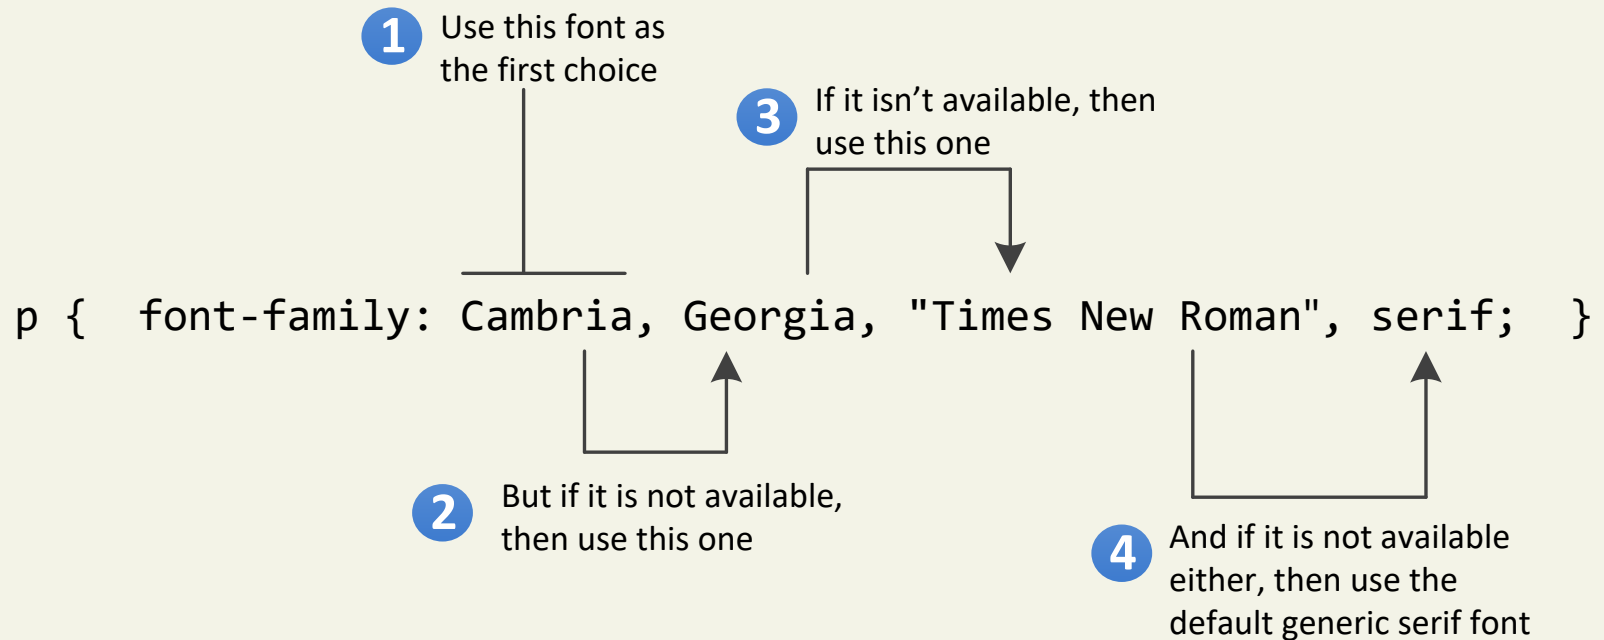 1 Use this font as
the first choice
3 If it isn’t available, then
use this one
p {  font-family: Cambria, Georgia, "Times New Roman", serif;  }
2 But if it is not available,
then use this one
4 And if it is not available
either, then use the
default generic serif font